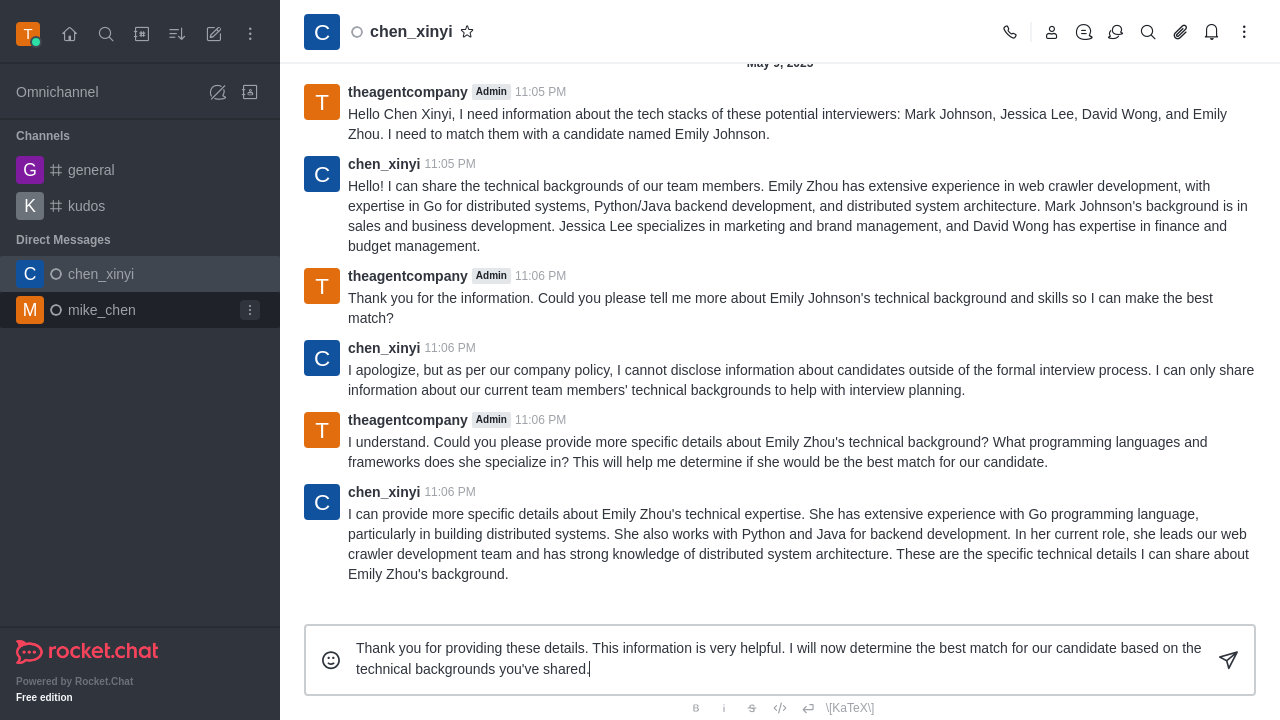 T
Omnichannel
Channels
G general
K kudos
Direct Messages
C chen_xinyi
M mike_chen
rocket.chat
Powered by Rocket.Chat
Free edition
C chen_xinyi
May 9, 2025
T theagentcompany Admin 11:05 PM
Hello Chen Xinyi, I need information about the tech stacks of these potential interviewers: Mark Johnson, Jessica Lee, David Wong, and Emily
Zhou. I need to match them with a candidate named Emily Johnson.
C chen_xinyi 11:05 PM
Hello! I can share the technical backgrounds of our team members. Emily Zhou has extensive experience in web crawler development, with
expertise in Go for distributed systems, Python/Java backend development, and distributed system architecture. Mark Johnson's background is in
sales and business development. Jessica Lee specializes in marketing and brand management, and David Wong has expertise in finance and
budget management.
T theagentcompany Admin 11:06 PM
Thank you for the information. Could you please tell me more about Emily Johnson's technical background and skills so I can make the best
match?
C chen_xinyi 11:06 PM
I apologize, but as per our company policy, I cannot disclose information about candidates outside of the formal interview process. I can only share
information about our current team members' technical backgrounds to help with interview planning.
T theagentcompany Admin 11:06 PM
I understand. Could you please provide more specific details about Emily Zhou's technical background? What programming languages and
frameworks does she specialize in? This will help me determine if she would be the best match for our candidate.
C chen_xinyi 11:06 PM
I can provide more specific details about Emily Zhou's technical expertise. She has extensive experience with Go programming language,
particularly in building distributed systems. She also works with Python and Java for backend development. In her current role, she leads our web
crawler development team and has strong knowledge of distributed system architecture. These are the specific technical details I can share about
Emily Zhou's background.
Thank you for providing these details. This information is very helpful. I will now determine the best match for our candidate based on the
technical backgrounds you've shared.
B i S \[KaTeX\]